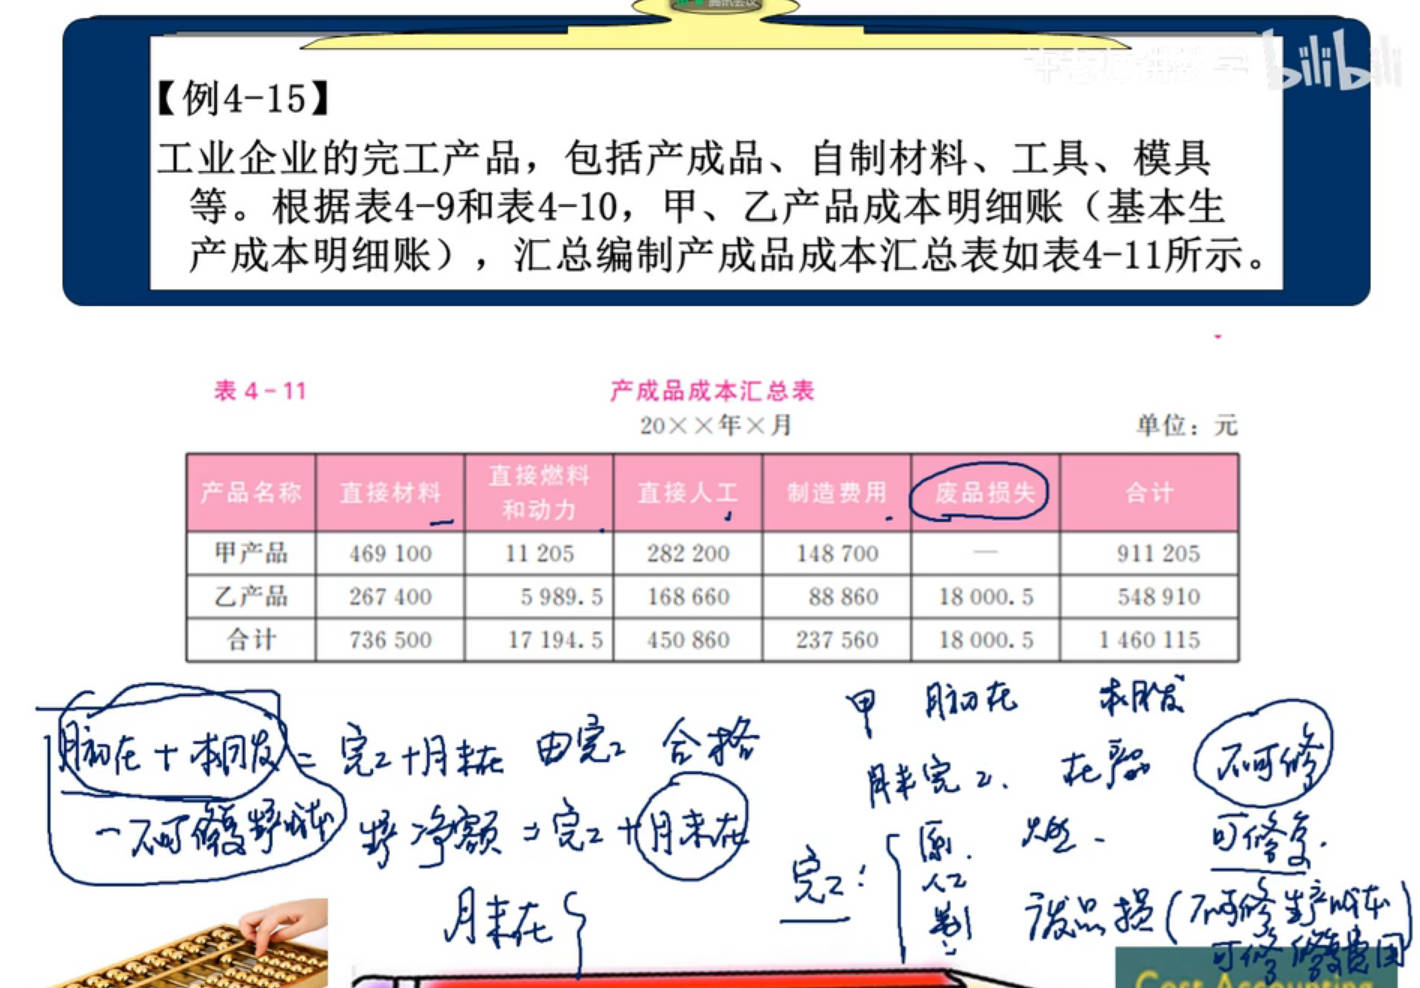 腾讯会议
bilibili
【例4-15】
工业企业的完工产品，包括产成品、自制材料、工具、模具
等。根据表4-9和表4-10，甲、乙产品成本明细账（基本生
产成本明细账），汇总编制产成品成本汇总表如表4-11所示。
表 4-11 产成品成本汇总表
20××年×月 单位：元
产品名称 直接材料 直接燃料和动力 直接人工 制造费用 废品损失 合计
甲产品 469 100 11 205 282 200 148 700 — 911 205
乙产品 267 400 5 989.5 168 660 88 860 18 000.5 548 910
合计 736 500 17 194.5 450 860 237 560 18 000.5 1 460 115
甲 月初在 本月发
月初在 + 本月发 = 完工+月末在 由完工 合格
月末完工、在产品 不可修
-不可修复 净额 = 完工+月末在
完工: 原. 燃、 可修复.
人工
制
废品损(不可修生产成本
可修 修复费用
月末在
Cost Accounting